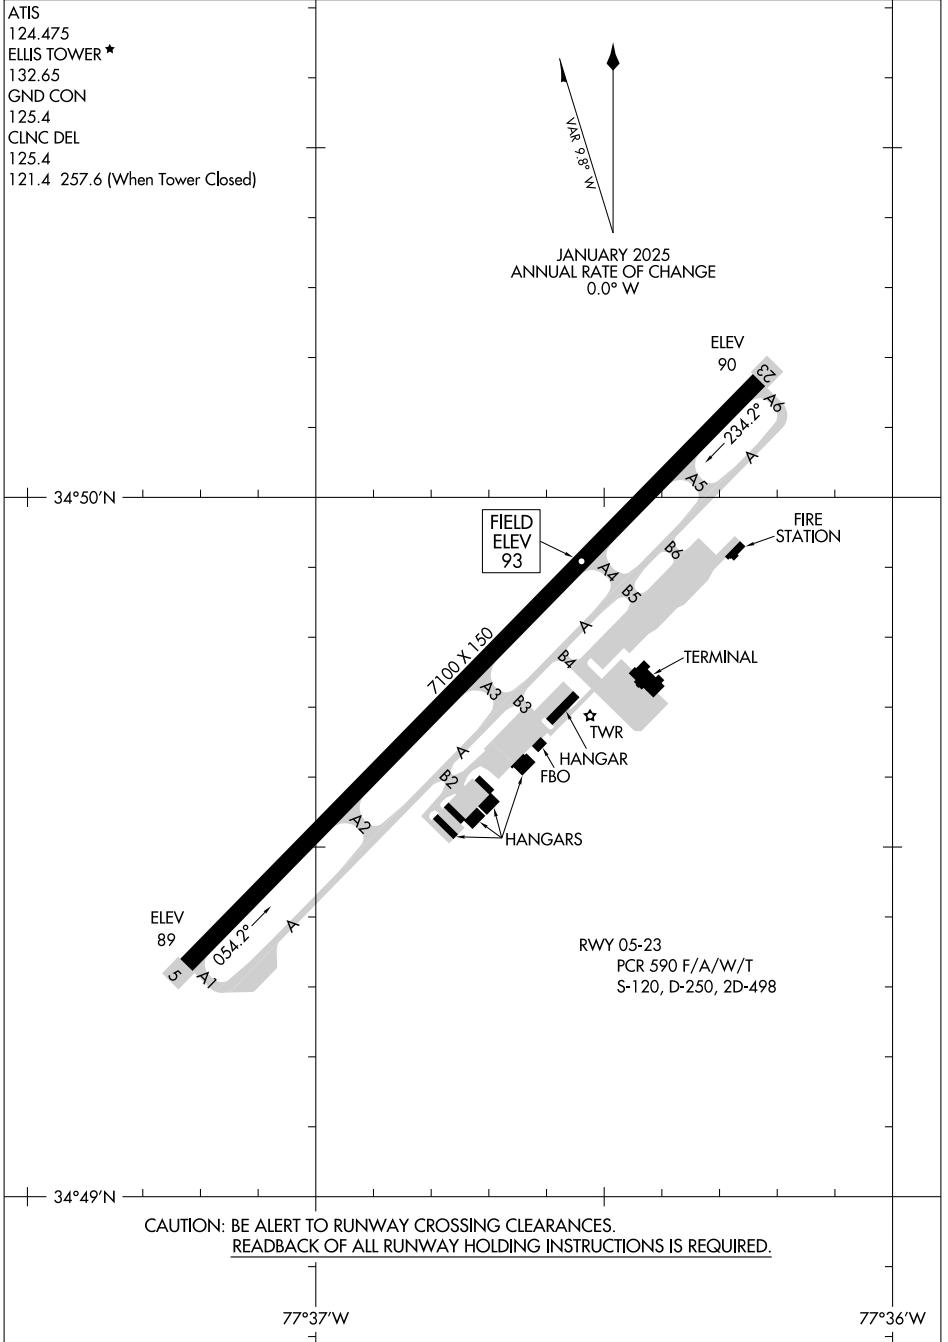 ATIS
124.475
ELLIS TOWER★
132.65
GND CON
125.4
CLNC DEL
125.4
121.4 257.6 (When Tower Closed)
VAR 9.8° W
JANUARY 2025
ANNUAL RATE OF CHANGE
0.0° W
ELEV
90
23
A6
234.2°
A
A5
34°50'N
FIELD
ELEV
93
FIRE
STATION
B6
A4
B5
A
7100 X 150
B4
TERMINAL
A3
B3
TWR
A
HANGAR
B2
FBO
A2
HANGARS
ELEV
89
054.2°
A
5
A1
RWY 05-23
PCR 590 F/A/W/T
S-120, D-250, 2D-498
34°49'N
CAUTION: BE ALERT TO RUNWAY CROSSING CLEARANCES.
READBACK OF ALL RUNWAY HOLDING INSTRUCTIONS IS REQUIRED.
77°37'W
77°36'W